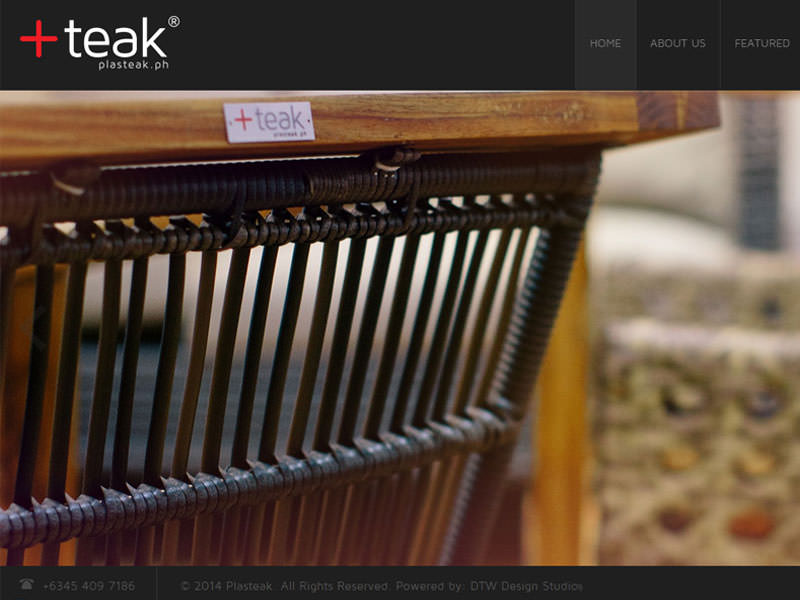 +teak®
plasteak.ph
HOME ABOUT US FEATURED
+teak
plasteak.ph
+6345 409 7186 © 2014 Plasteak. All Rights Reserved. Powered by: DTW Design Studios